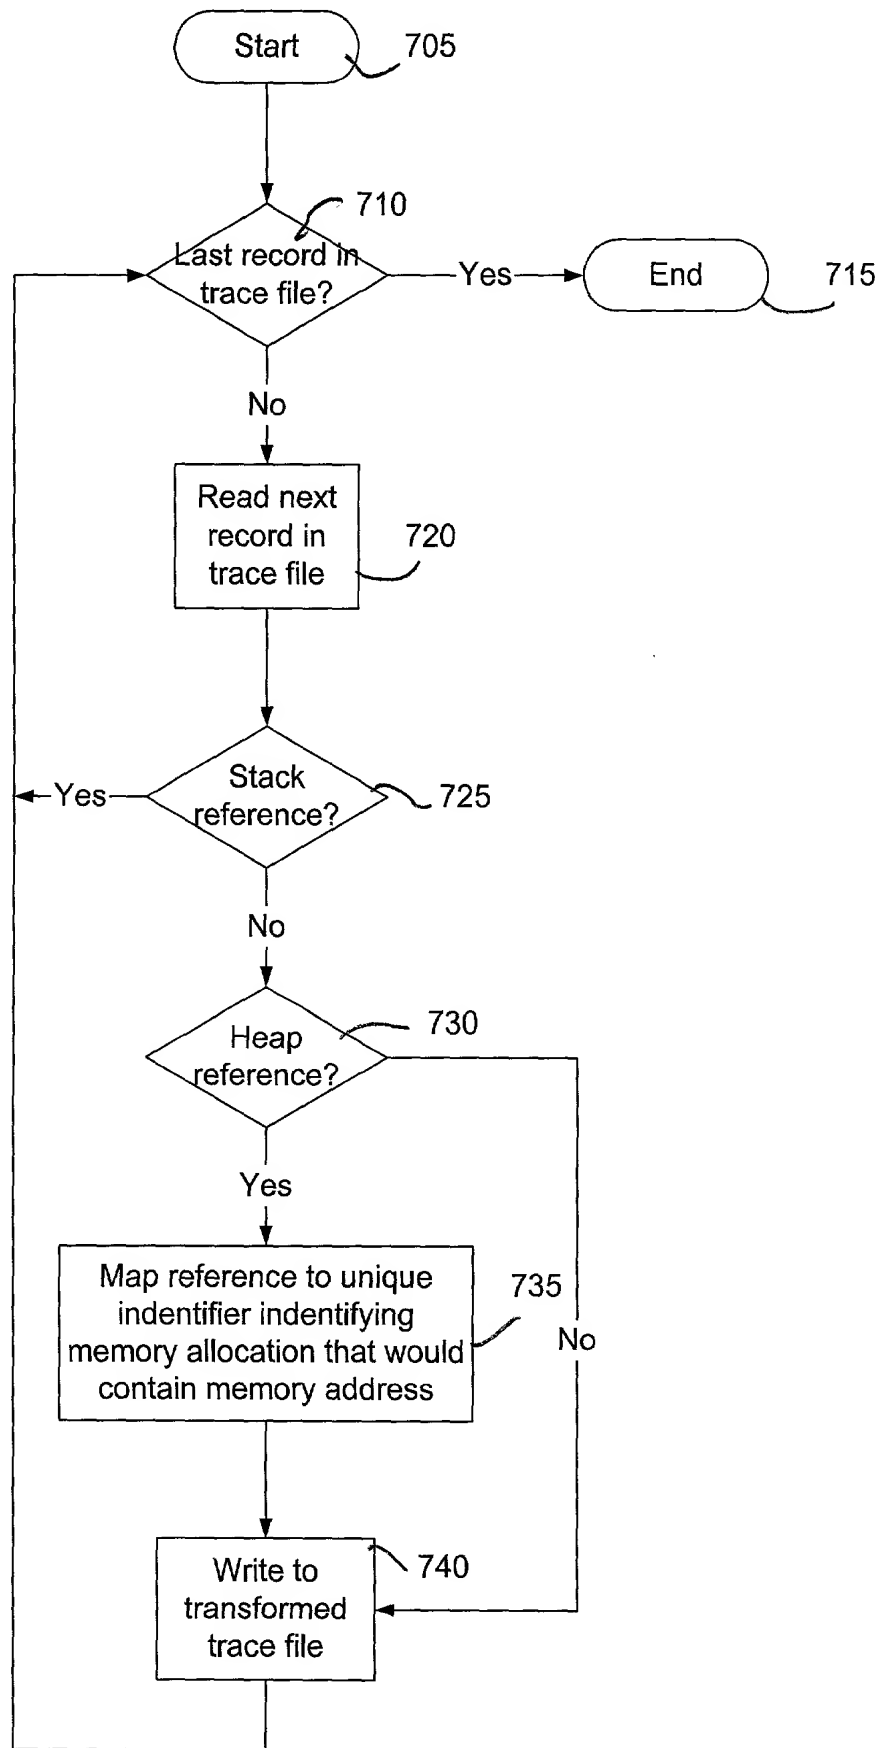 Start
705
710
Last record in
trace file?
Yes
End
715
No
Read next
record in
trace file
720
Stack
reference?
Yes
725
No
Heap
reference?
730
Yes
Map reference to unique
indentifier indentifying
memory allocation that would
contain memory address
735
No
Write to
transformed
trace file
740